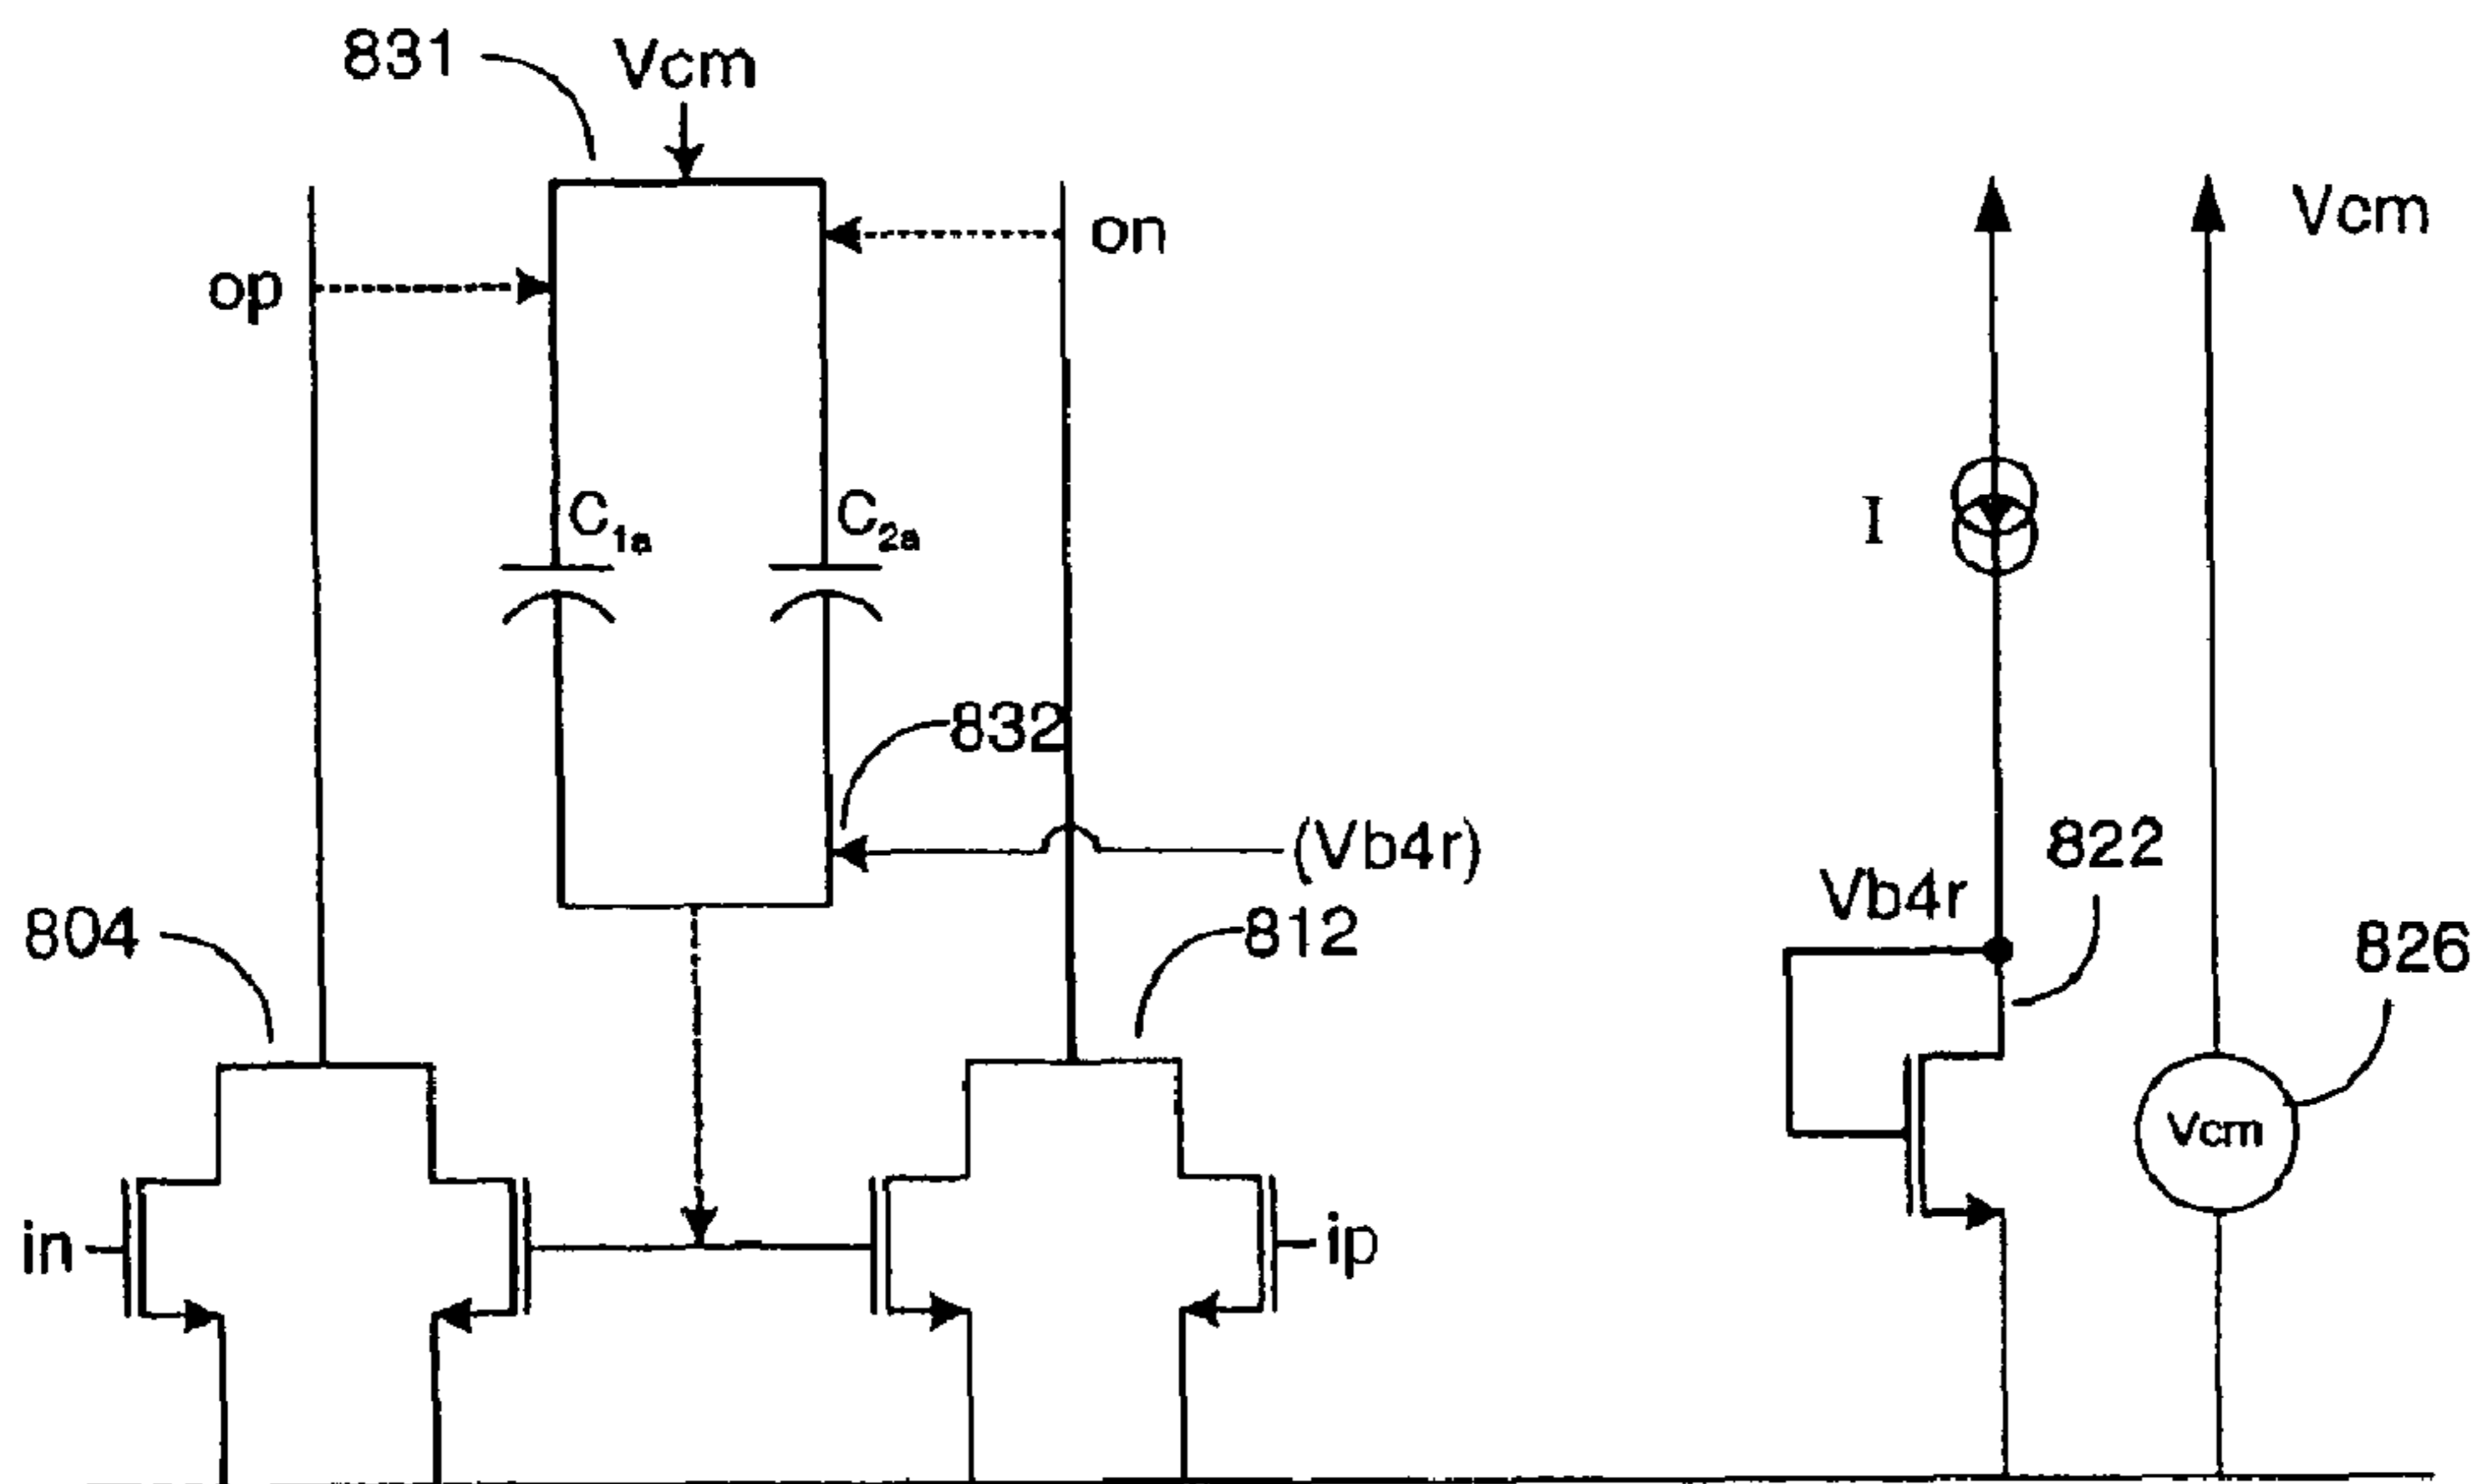 831
Vcm
Vcm
op
on
C1a
C2a
I
832
(Vb4r)
822
Vb4r
804
812
826
Vcm
in
ip